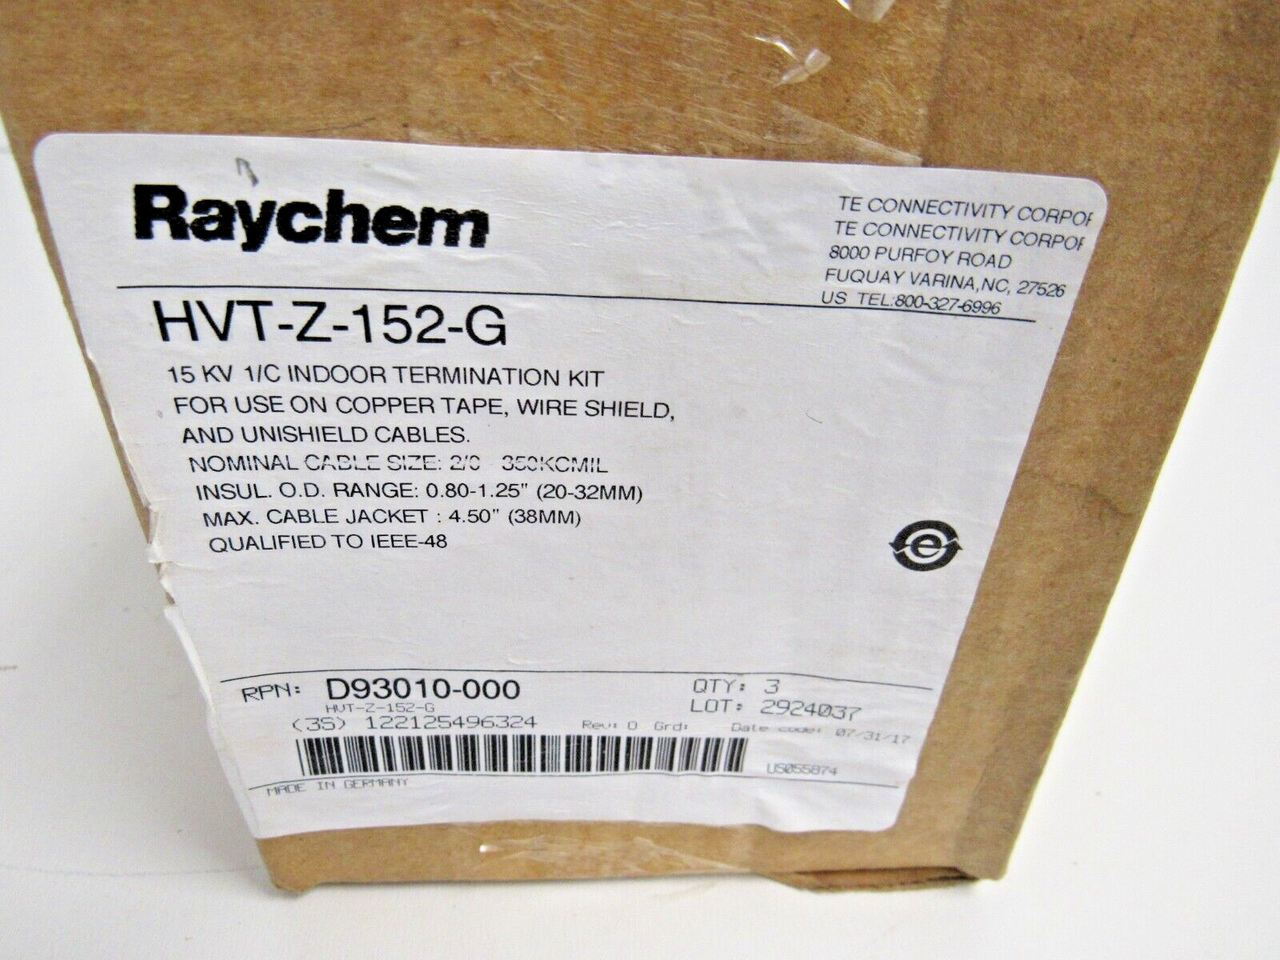 Raychem
TE CONNECTIVITY CORPOR
TE CONNECTIVITY CORPOR
8000 PURFOY ROAD
FUQUAY VARINA, NC, 27526
US TEL:800-327-6996
HVT-Z-152-G
15 KV 1/C INDOOR TERMINATION KIT
FOR USE ON COPPER TAPE, WIRE SHIELD,
AND UNISHIELD CABLES.
NOMINAL CABLE SIZE: 2/0 - 350KCMIL
INSUL. O.D. RANGE: 0.80-1.25" (20-32MM)
MAX. CABLE JACKET : 4.50" (38MM)
QUALIFIED TO IEEE-48
e
RPN: D93010-000
QTY: 3
HVT-Z-152-G
LOT: 2924037
(3S) 122125496324 Rev: D Grd: Date code: 07/31/17
US055874
MADE IN GERMANY